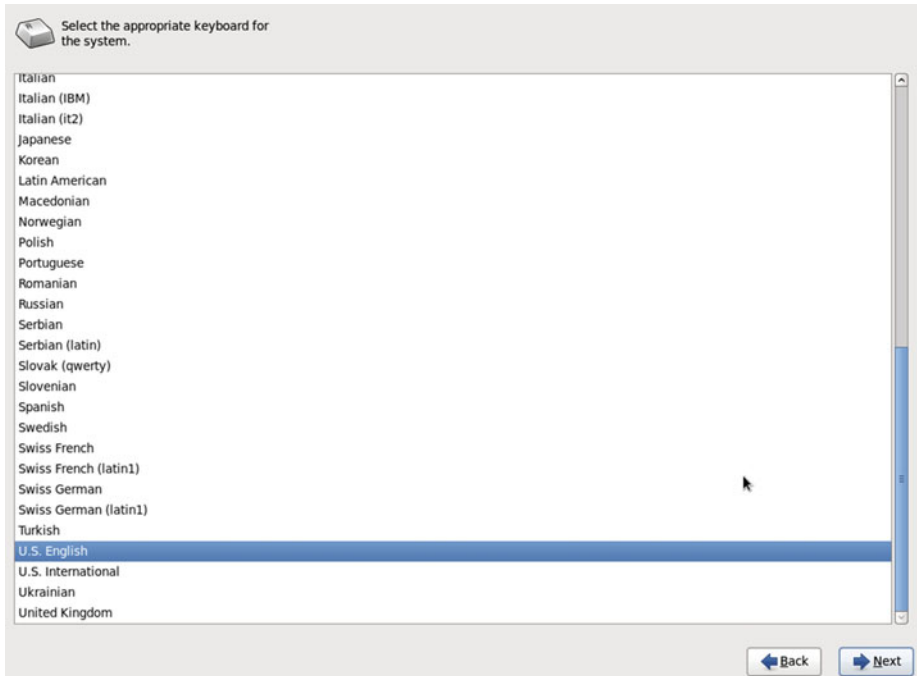 Select the appropriate keyboard for
the system.
Italian
Italian (IBM)
Italian (it2)
Japanese
Korean
Latin American
Macedonian
Norwegian
Polish
Portuguese
Romanian
Russian
Serbian
Serbian (latin)
Slovak (qwerty)
Slovenian
Spanish
Swedish
Swiss French
Swiss French (latin1)
Swiss German
Swiss German (latin1)
Turkish
U.S. English
U.S. International
Ukrainian
United Kingdom
Back Next